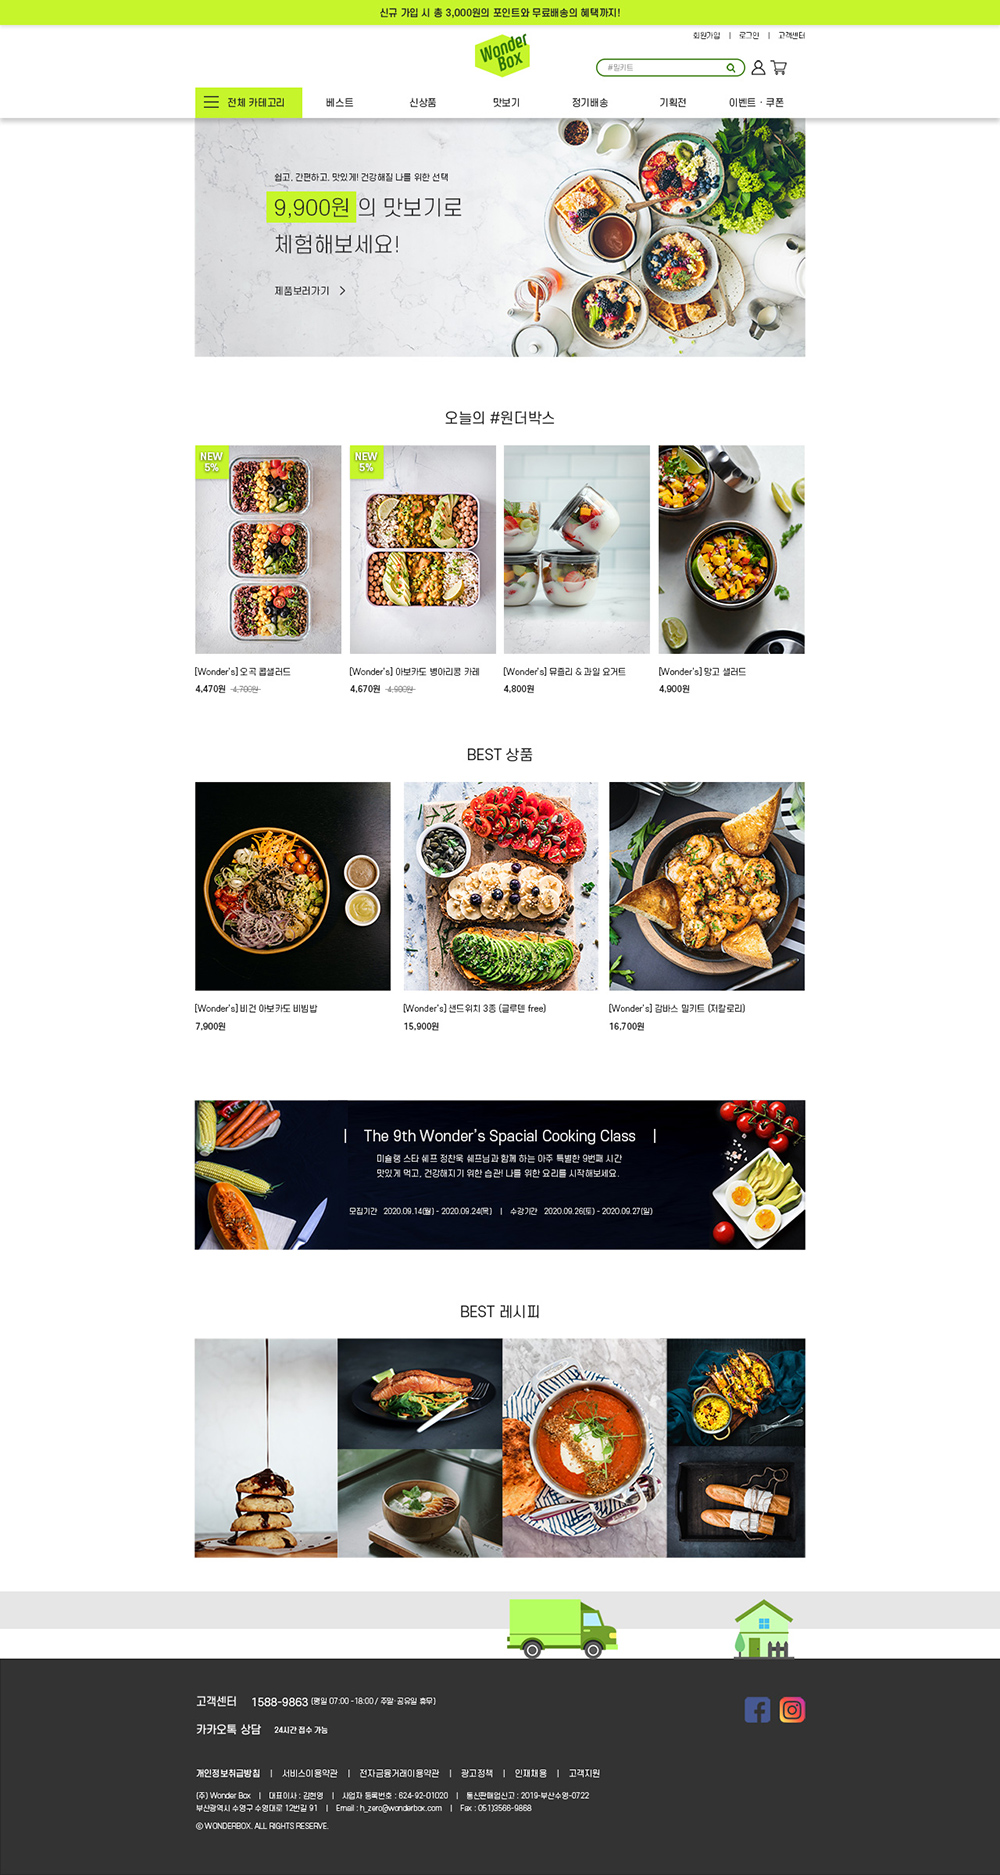 신규 가입 시 총 3,000원의 포인트와 무료배송의 혜택까지!
회원가입 | 로그인 | 고객센터
Wonder
Box
#밀키트
전체 카테고리 베스트 신상품 맛보기 정기배송 기획전 이벤트 · 쿠폰
쉽고, 간편하고, 맛있게! 건강해질 나를 위한 선택
9,900원 의 맛보기로
체험해보세요!
제품보러가기 >
오늘의 #원더박스
NEW
5%
NEW
5%
[Wonder's] 오곡 콥샐러드
4,470원 4,700원
[Wonder's] 아보카도 병아리콩 카레
4,670원 4,900원
[Wonder's] 뮤즐리 & 과일 요거트
4,800원
[Wonder's] 망고 샐러드
4,900원
BEST 상품
[Wonder's] 비건 아보카도 비빔밥
7,900원
[Wonder's] 샌드위치 3종 (글루텐 free)
15,900원
[Wonder's] 감바스 밀키트 (저칼로리)
16,700원
| The 9th Wonder's Spacial Cooking Class |
미슐랭 스타 쉐프 정찬욱 쉐프님과 함께 하는 아주 특별한 9번째 시간
맛있게 먹고, 건강해지기 위한 습관! 나를 위한 요리를 시작해보세요.
모집기간 2020.09.14(월) - 2020.09.24(목) | 수강기간 2020.09.26(토) - 2020.09.27(일)
BEST 레시피
고객센터 1588-9863 (평일 07:00 - 18:00 / 주말·공유일 휴무)
카카오톡 상담 24시간 접수 가능
개인정보취급방침 | 서비스이용약관 | 전자금융거래이용약관 | 광고정책 | 인재채용 | 고객지원
(주) Wonder Box | 대표이사 : 김현영 | 사업자 등록번호 : 624-92-01020 | 통신판매업신고 : 2019-부산수영-0722
부산광역시 수영구 수영대로 12번길 91 | Email : h_zero@wonderbox.com | Fax : 051)3566-9868
ⓒ WONDERBOX. ALL RIGHTS RESERVE.